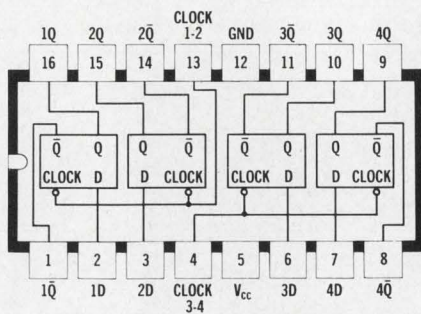 CLOCK
1Q 2Q 2Q̅ 1-2 GND 3Q̅ 3Q 4Q
16 15 14 13 12 11 10 9
Q̅ Q Q Q̅ Q̅ Q Q Q̅
CLOCK D D CLOCK CLOCK D D CLOCK
1 2 3 4 5 6 7 8
1Q̅ 1D 2D CLOCK VCC 3D 4D 4Q̅
3-4